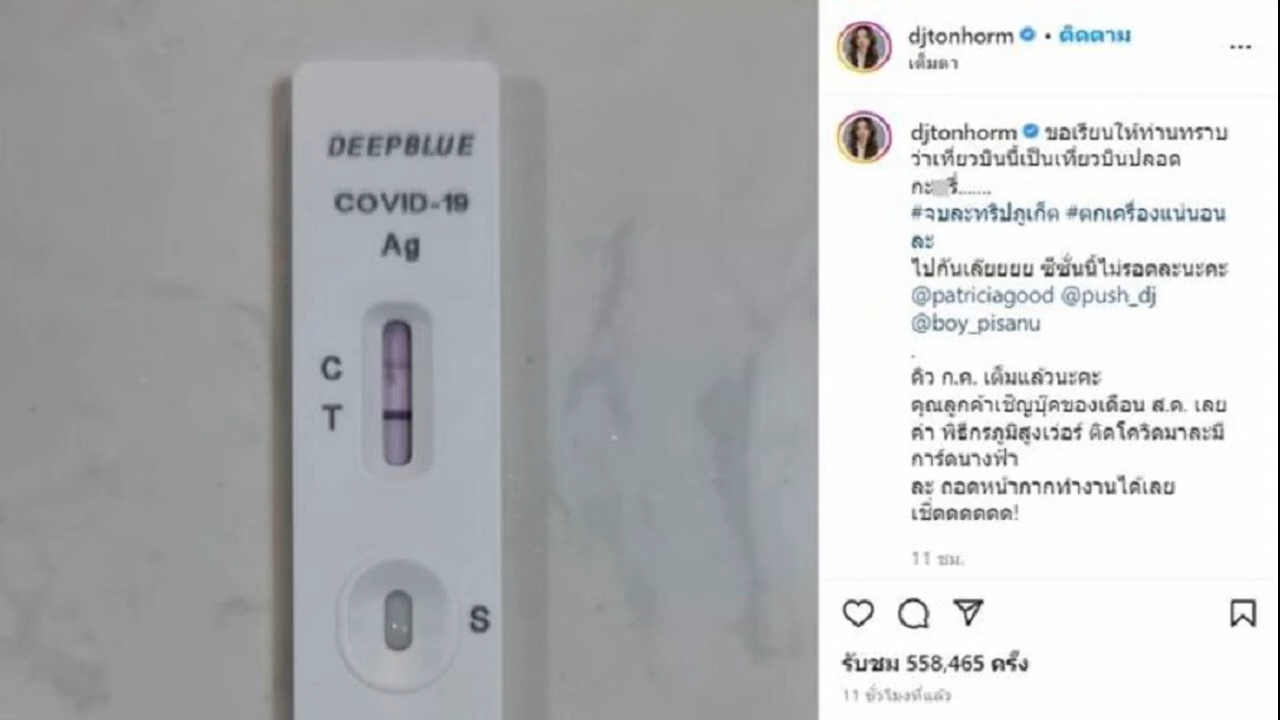 DEEPBLUE
COVID-19
Ag
C
T
S
djtonhorm • ติดตาม
เต็มตา
djtonhorm ขอเรียนให้ท่านทราบ
ว่าเที่ยวบินนี้เป็นเที่ยวบินปลอด
กะ รี่.......
#จบละทริปภูเก็ต #ตกเครื่องแน่นอน
ละ
ไปกันเล้ยยยย ซีซั่นนี้ไม่รอดละนะคะ
@patriciagood @push_dj
@boy_pisanu
.
คิว ก.ค. เต็มแล้วนะคะ
คุณลูกค้าเชิญบุ๊คของเดือน ส.ค. เลย
ค่า พิธีกรภูมิสูงเว่อร์ ติดโควิดมาละมี
การ์ดนางฟ้า
ละ ถอดหน้ากากทำงานได้เลย
เชิ่ดดดดดด!
11 ชม.
รับชม 558,465 ครั้ง
11 ชั่วโมงที่แล้ว